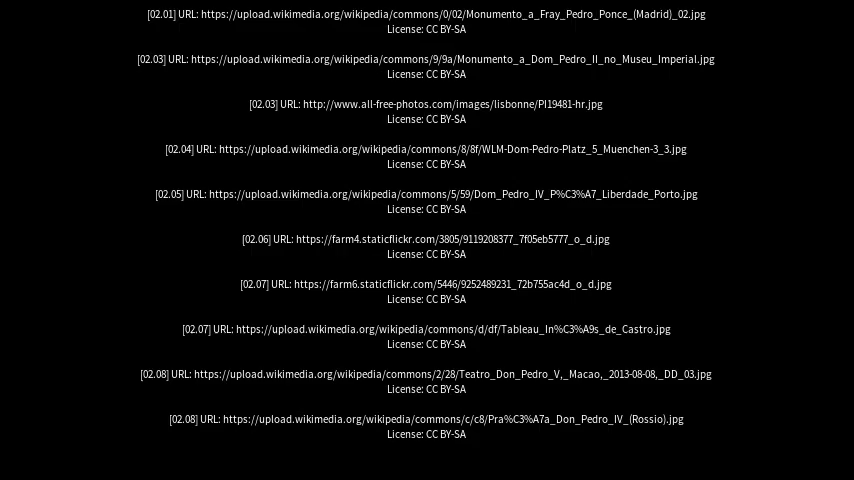 [02.01] URL: https://upload.wikimedia.org/wikipedia/commons/0/02/Monumento_a_Fray_Pedro_Ponce_(Madrid)_02.jpg
License: CC BY-SA
[02.03] URL: https://upload.wikimedia.org/wikipedia/commons/9/9a/Monumento_a_Dom_Pedro_II_no_Museu_Imperial.jpg
License: CC BY-SA
[02.03] URL: http://www.all-free-photos.com/images/lisbonne/PI19481-hr.jpg
License: CC BY-SA
[02.04] URL: https://upload.wikimedia.org/wikipedia/commons/8/8f/WLM-Dom-Pedro-Platz_5_Muenchen-3_3.jpg
License: CC BY-SA
[02.05] URL: https://upload.wikimedia.org/wikipedia/commons/5/59/Dom_Pedro_IV_P%C3%A7_Liberdade_Porto.jpg
License: CC BY-SA
[02.06] URL: https://farm4.staticflickr.com/3805/9119208377_7f05eb5777_o_d.jpg
License: CC BY-SA
[02.07] URL: https://farm6.staticflickr.com/5446/9252489231_72b755ac4d_o_d.jpg
License: CC BY-SA
[02.07] URL: https://upload.wikimedia.org/wikipedia/commons/d/df/Tableau_In%C3%A9s_de_Castro.jpg
License: CC BY-SA
[02.08] URL: https://upload.wikimedia.org/wikipedia/commons/2/28/Teatro_Don_Pedro_V,_Macao,_2013-08-08,_DD_03.jpg
License: CC BY-SA
[02.08] URL: https://upload.wikimedia.org/wikipedia/commons/c/c8/Pra%C3%A7a_Don_Pedro_IV_(Rossio).jpg
License: CC BY-SA